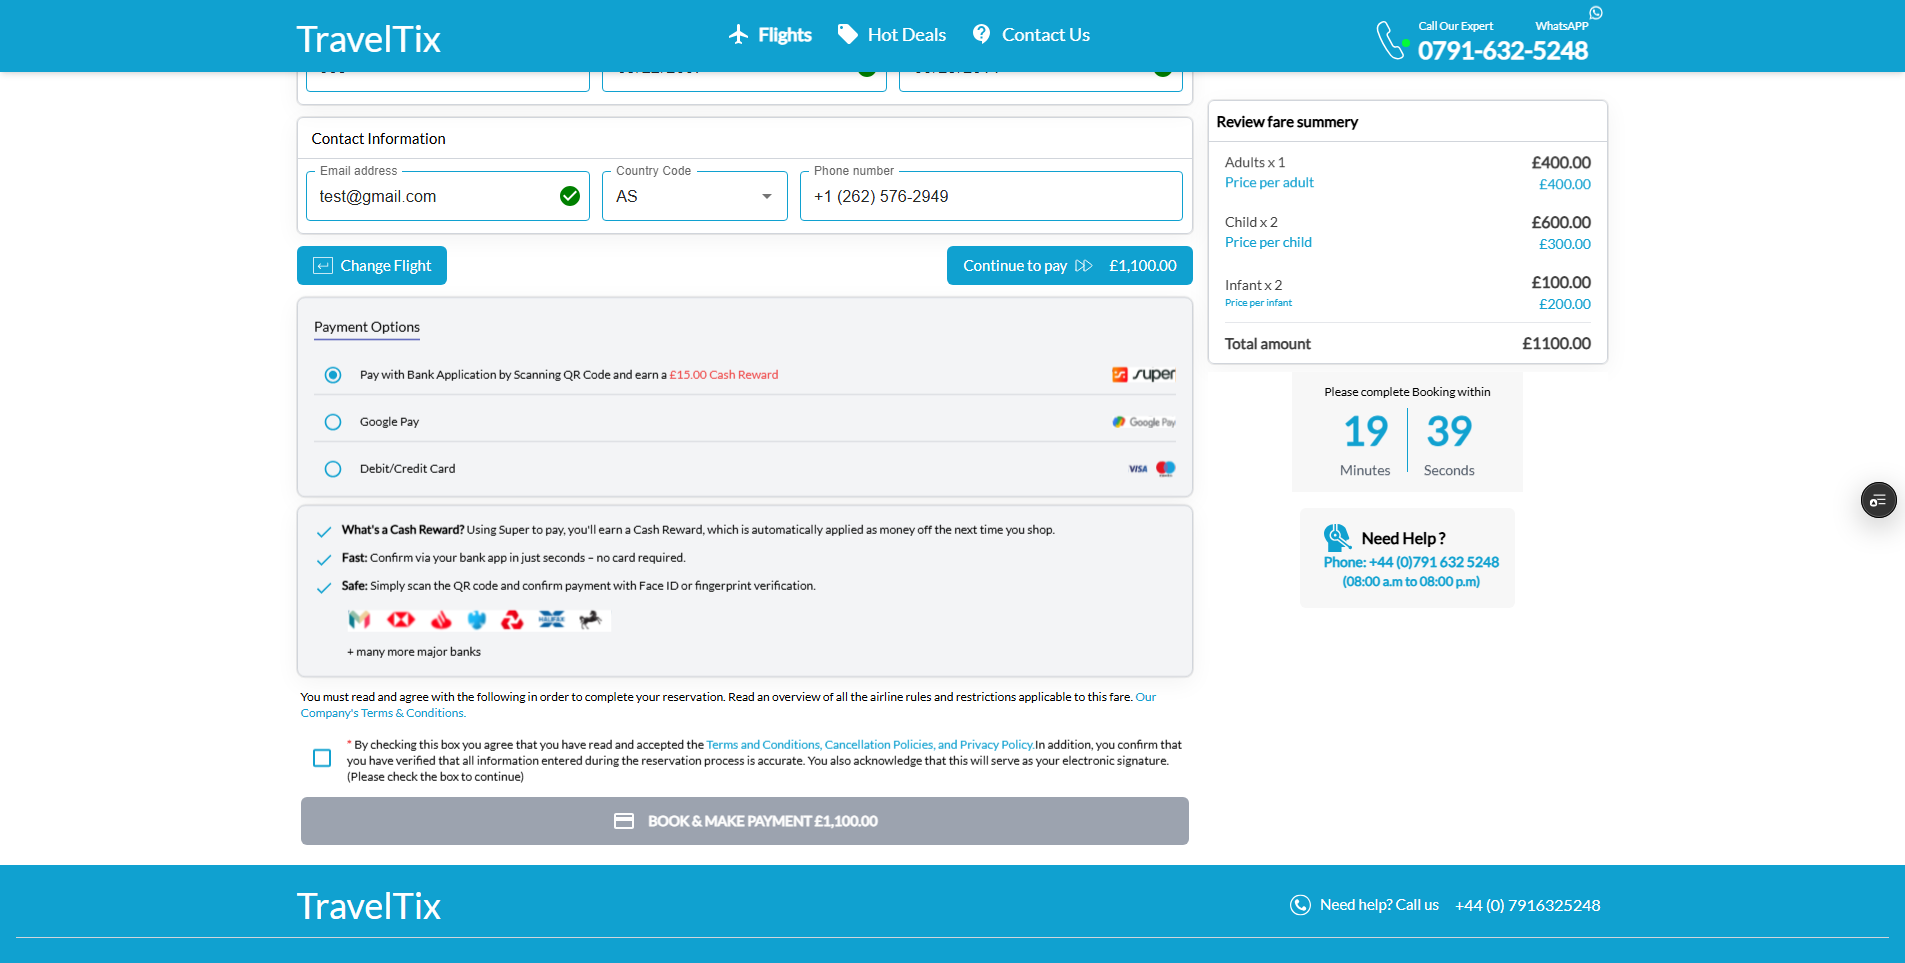 TravelTix
Flights
Hot Deals
Contact Us
Call Our Expert
WhatsAPP
0791-632-5248
Contact Information
Email address
test@gmail.com
Country Code
AS
Phone number
+1 (262) 576-2949
Change Flight
Continue to pay £1,100.00
Payment Options
Pay with Bank Application by Scanning QR Code and earn a £15.00 Cash Reward
super
Google Pay
Google Pay
Debit/Credit Card
VISA
What's a Cash Reward? Using Super to pay, you'll earn a Cash Reward, which is automatically applied as money off the next time you shop.
Fast: Confirm via your bank app in just seconds – no card required.
Safe: Simply scan the QR code and confirm payment with Face ID or fingerprint verification.
HALIFAX
+ many more major banks
You must read and agree with the following in order to complete your reservation. Read an overview of all the airline rules and restrictions applicable to this fare. Our
Company's Terms & Conditions.
* By checking this box you agree that you have read and accepted the Terms and Conditions, Cancellation Policies, and Privacy Policy.In addition, you confirm that
you have verified that all information entered during the reservation process is accurate. You also acknowledge that this will serve as your electronic signature.
(Please check the box to continue)
BOOK & MAKE PAYMENT £1,100.00
Review fare summery
Adults x 1 £400.00
Price per adult £400.00
Child x 2 £600.00
Price per child £300.00
Infant x 2 £100.00
Price per infant £200.00
Total amount £1100.00
Please complete Booking within
19 39
Minutes Seconds
Need Help ?
Phone: +44 (0)791 632 5248
(08:00 a.m to 08:00 p.m)
TravelTix
Need help? Call us +44 (0) 7916325248